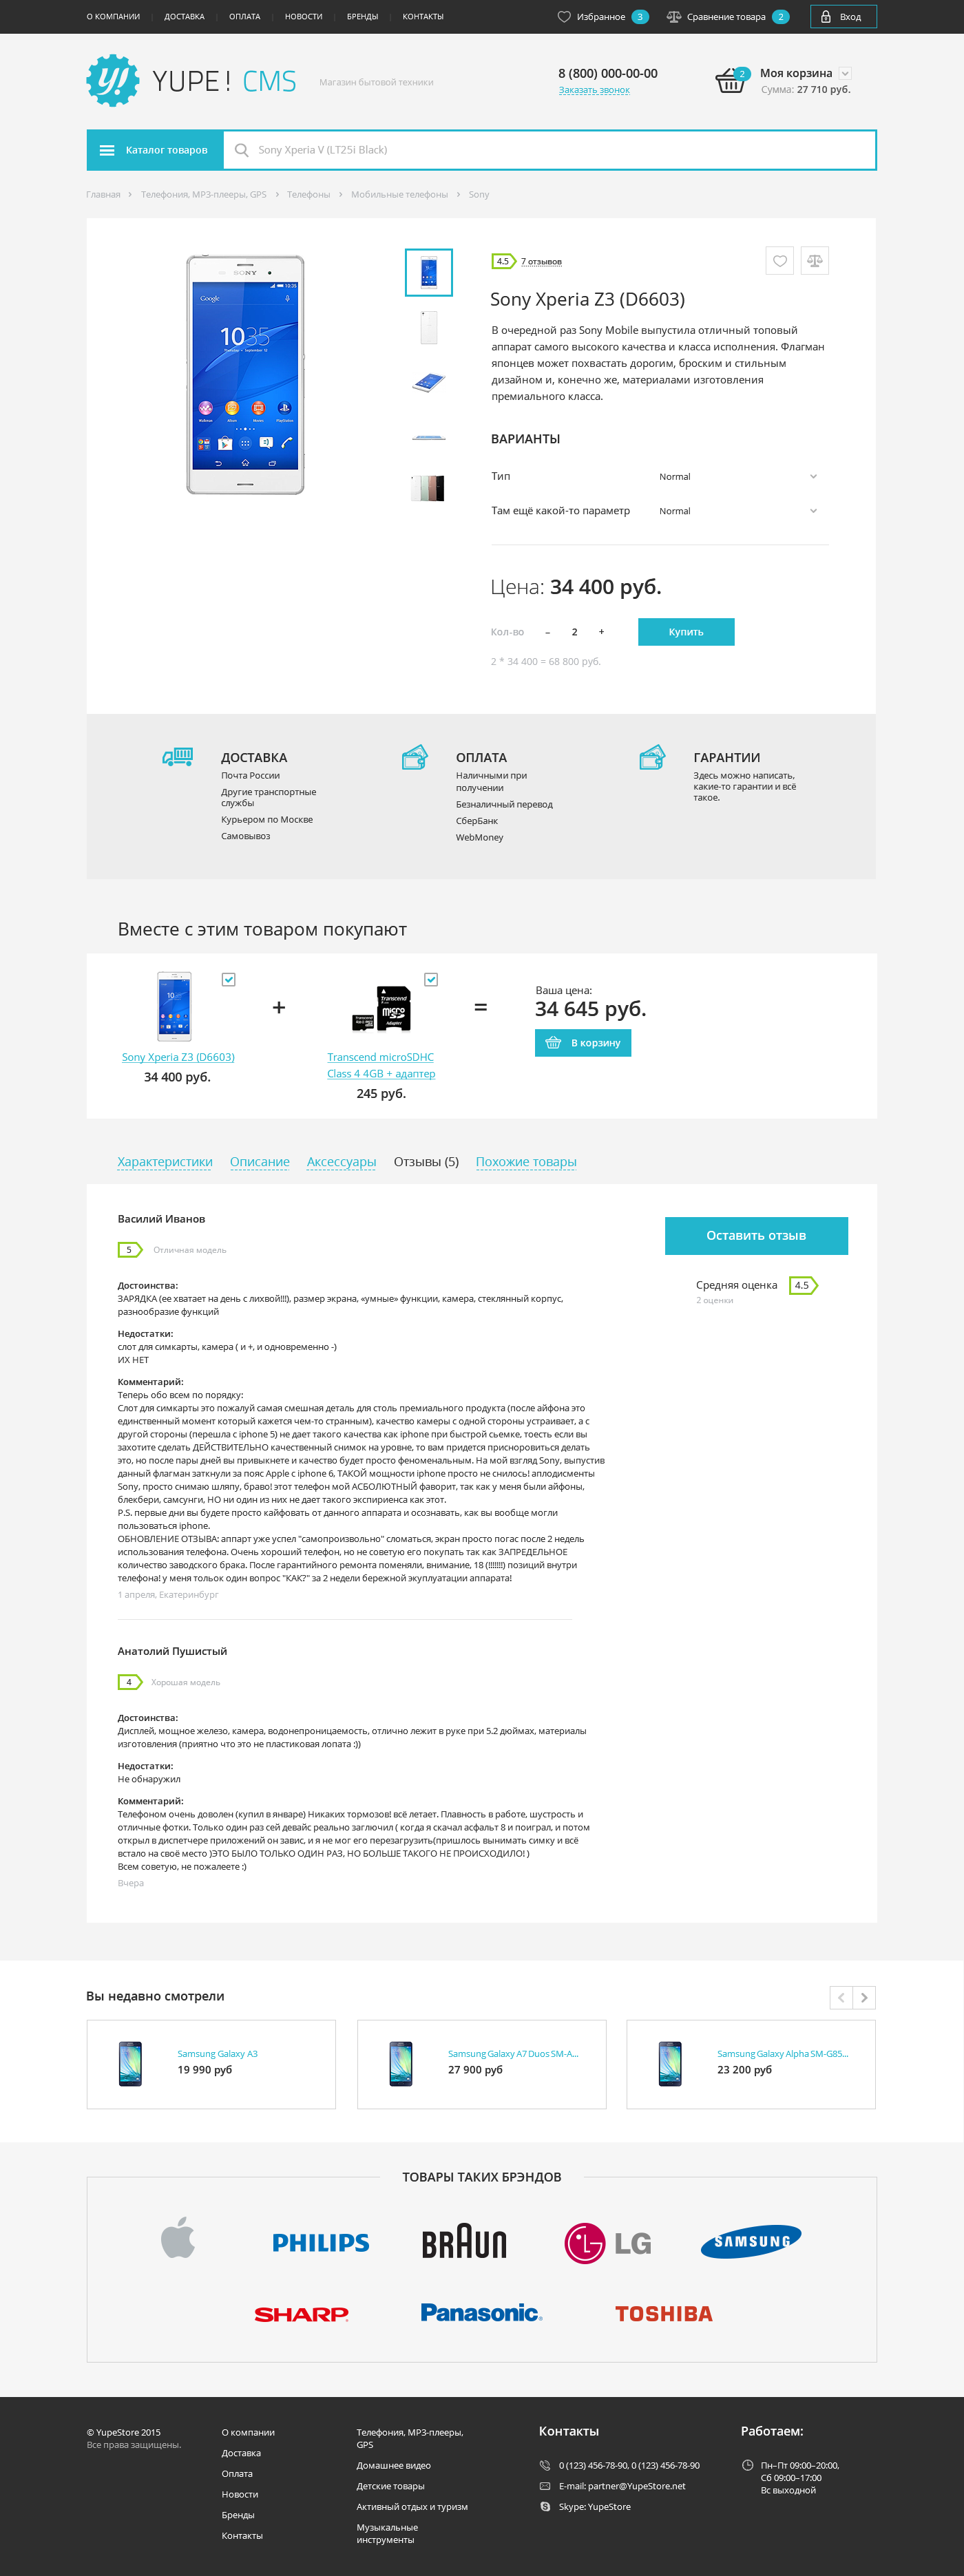 О КОМПАНИИ
ДОСТАВКА
ОПЛАТА
НОВОСТИ
БРЕНДЫ
КОНТАКТЫ
Избранное 3
Сравнение товара 2
Вход
y!
YUPE! CMS
Магазин бытовой техники
8 (800) 000-00-00
Заказать звонок
2
Моя корзина
Сумма: 27 710 руб.
Каталог товаров
Sony Xperia V (LT25i Black)
Главная > Телефония, MP3-плееры, GPS > Телефоны > Мобильные телефоны > Sony
SONY
Google
10:35
4.5 7 отзывов
Sony Xperia Z3 (D6603)
В очередной раз Sony Mobile выпустила отличный топовый
аппарат самого высокого качества и класса исполнения. Флагман
японцев может похвастать дорогим, броским и стильным
дизайном и, конечно же, материалами изготовления
премиального класса.
ВАРИАНТЫ
Тип Normal
Там ещё какой-то параметр Normal
Цена: 34 400 руб.
Кол-во – 2 + Купить
2 * 34 400 = 68 800 руб.
ДОСТАВКА
Почта России
Другие транспортные
службы
Курьером по Москве
Самовывоз
ОПЛАТА
Наличными при
получении
Безналичный перевод
СберБанк
WebMoney
ГАРАНТИИ
Здесь можно написать,
какие-то гарантии и всё
такое.
Вместе с этим товаром покупают
Sony Xperia Z3 (D6603)
34 400 руб.
+
Transcend
micro SD
Adapter
Transcend microSDHC
Class 4 4GB + адаптер
245 руб.
=
Ваша цена:
34 645 руб.
В корзину
Характеристики
Описание
Аксессуары
Отзывы (5)
Похожие товары
Василий Иванов
5 Отличная модель
Достоинства:
ЗАРЯДКА (ее хватает на день с лихвой!!!), размер экрана, «умные» функции, камера, стеклянный корпус,
разнообразие функций
Недостатки:
слот для симкарты, камера ( и +, и одновременно -)
ИХ НЕТ
Комментарий:
Теперь обо всем по порядку:
Слот для симкарты это пожалуй самая смешная деталь для столь премиального продукта (после айфона это
единственный момент который кажется чем-то странным), качество камеры с одной стороны устраивает, а с
другой стороны (перешла с iphone 5) не дает такого качества как iphone при быстрой сьемке, тоесть если вы
захотите сделать ДЕЙСТВИТЕЛЬНО качественный снимок на уровне, то вам придется присноровиться делать
это, но после пары дней вы привыкнете и качество будет просто феноменальным. На мой взгляд Sony, выпустив
данный флагман заткнули за пояс Apple с iphone 6, ТАКОЙ мощности iphone просто не снилось! аплодисменты
Sony, просто снимаю шляпу, браво! этот телефон мой АСБОЛЮТНЫЙ фаворит, так как у меня были айфоны,
блекбери, самсунги, НО ни один из них не дает такого экспириенса как этот.
P.S. первые дни вы будете просто кайфовать от данного аппарата и осознавать, как вы вообще могли
пользоваться iphone.
ОБНОВЛЕНИЕ ОТЗЫВА: аппарт уже успел "самопроизвольно" сломаться, экран просто погас после 2 недель
использования телефона. Очень хороший телефон, но не советую его покупать так как ЗАПРЕДЕЛЬНОЕ
количество заводского брака. После гарантийного ремонта поменяли, внимание, 18 (!!!!!!!) позиций внутри
телефона! у меня тольок один вопрос "КАК?" за 2 недели бережной экуплуатации аппарата!
1 апреля, Екатеринбург
Оставить отзыв
Средняя оценка 4.5
2 оценки
Анатолий Пушистый
4 Хорошая модель
Достоинства:
Дисплей, мощное железо, камера, водонепроницаемость, отлично лежит в руке при 5.2 дюймах, материалы
изготовления (приятно что это не пластиковая лопата :))
Недостатки:
Не обнаружил
Комментарий:
Телефоном очень доволен (купил в январе) Никаких тормозов! всё летает. Плавность в работе, шустрость и
отличные фотки. Только один раз сей девайс реально заглючил ( когда я скачал асфальт 8 и поиграл, и потом
открыл в диспетчере приложений он завис, и я не мог его перезагрузить(пришлось вынимать симку и всё
встало на своё место )ЭТО БЫЛО ТОЛЬКО ОДИН РАЗ, НО БОЛЬШЕ ТАКОГО НЕ ПРОИСХОДИЛО! )
Всем советую, не пожалеете :)
Вчера
Вы недавно смотрели
Samsung Galaxy A3
19 990 руб
Samsung Galaxy A7 Duos SM-A...
27 900 руб
Samsung Galaxy Alpha SM-G85...
23 200 руб
ТОВАРЫ ТАКИХ БРЭНДОВ
PHILIPS
BRAUN
LG
SAMSUNG
SHARP
Panasonic
TOSHIBA
© YupeStore 2015
Все права защищены.
О компании
Доставка
Оплата
Новости
Бренды
Контакты
Телефония, MP3-плееры,
GPS
Домашнее видео
Детские товары
Активный отдых и туризм
Музыкальные
инструменты
Контакты
0 (123) 456-78-90, 0 (123) 456-78-90
E-mail: partner@YupeStore.net
Skype: YupeStore
Работаем:
Пн–Пт 09:00–20:00,
Сб 09:00–17:00
Вс выходной